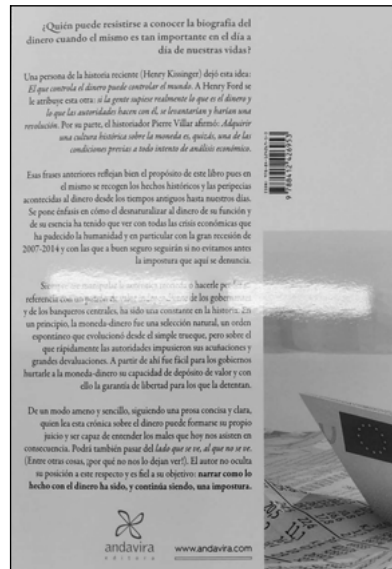 ¿Quién puede resistirse a conocer la biografía del
dinero cuando el mismo es tan importante en el día a
día de nuestras vidas?
Una persona de la historia reciente (Henry Kissinger) dejó esta idea:
El que controla el dinero puede controlar el mundo. A Henry Ford se
le atribuye esta otra: si la gente supiese realmente lo que es el dinero y
lo que las autoridades hacen con él, se levantarían y harían una
revolución. Por su parte, el historiador Pierre Villar afirmó: Adquirir
una cultura histórica sobre la moneda es, quizás, una de las
condiciones previas a todo intento de análisis económico.
Esas frases anteriores reflejan bien el propósito de este libro pues en
el mismo se recogen los hechos históricos y las peripecias
acontecidas al dinero desde los tiempos antiguos hasta nuestros días.
Se pone énfasis en cómo el desnaturalizar al dinero de su función y
de su esencia ha tenido que ver con todas las crisis económicas que
ha padecido la humanidad y en particular con la gran recesión de
2007-2014 y con las que a buen seguro seguirán si no evitamos antes
la impostura que aquí se denuncia.
o hacerle
referencia con un de los gobernantes
y de los banqueros centrales, ha sido una constante en la historia. En
un principio, la moneda-dinero fue una selección natural, un orden
espontáneo que evolucionó desde el simple trueque, pero sobre el
que rápidamente las autoridades impusieron sus acuñaciones y
grandes devaluaciones. A partir de ahí fue fácil para los gobiernos
hurtarle a la moneda-dinero su capacidad de depósito de valor y con
ello la garantía de libertad para los que la detentan.
De un modo ameno y sencillo, siguiendo una prosa concisa y clara,
quien lea esta crónica sobre el dinero puede formarse su propio
juicio y ser capaz de entender los males que hoy nos asisten en
consecuencia. Podrá también pasar del lado que se ve, al que no se ve.
(Entre otras cosas, ¡por qué no nos lo dejan ver!). El autor no oculta
su posición a este respecto y es fiel a su objetivo: narrar como lo
hecho con el dinero ha sido, y continúa siendo, una impostura.
andavira
editora
www.andavira.com
9 788412 426953